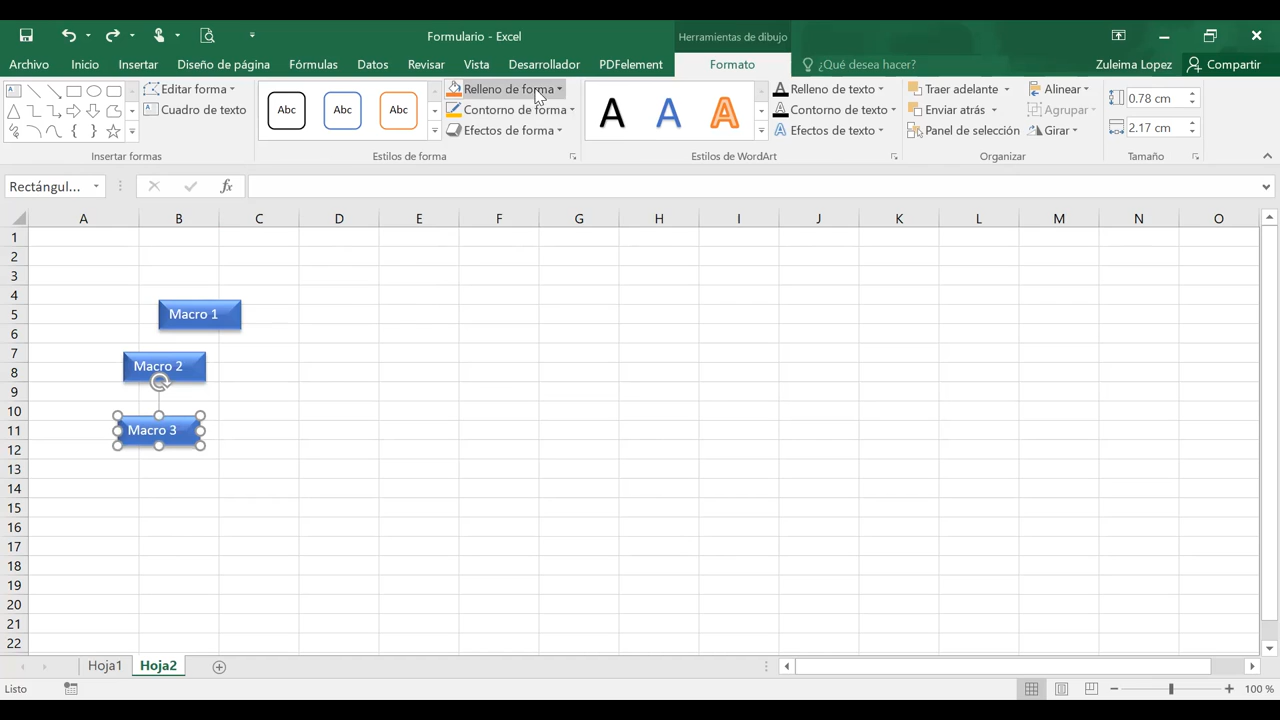 Formulario - Excel
Herramientas de dibujo
Archivo Inicio Insertar Diseño de página Fórmulas Datos Revisar Vista Desarrollador PDFelement Formato ¿Qué desea hacer? Zuleima Lopez Compartir
Editar forma
Cuadro de texto
Insertar formas
Abc Abc Abc
Relleno de forma
Contorno de forma
Efectos de forma
Estilos de forma
A A A
Relleno de texto
Contorno de texto
Efectos de texto
Estilos de WordArt
Traer adelante
Enviar atrás
Panel de selección
Alinear
Agrupar
Girar
Organizar
0.78 cm
2.17 cm
Tamaño
Rectángul...
fx
A B C D E F G H I J K L M N O
1
2
3
4
5
6
7
8
9
10
11
12
13
14
15
16
17
18
19
20
21
22
Macro 1
Macro 2
Macro 3
Hoja1 Hoja2
Listo
100 %